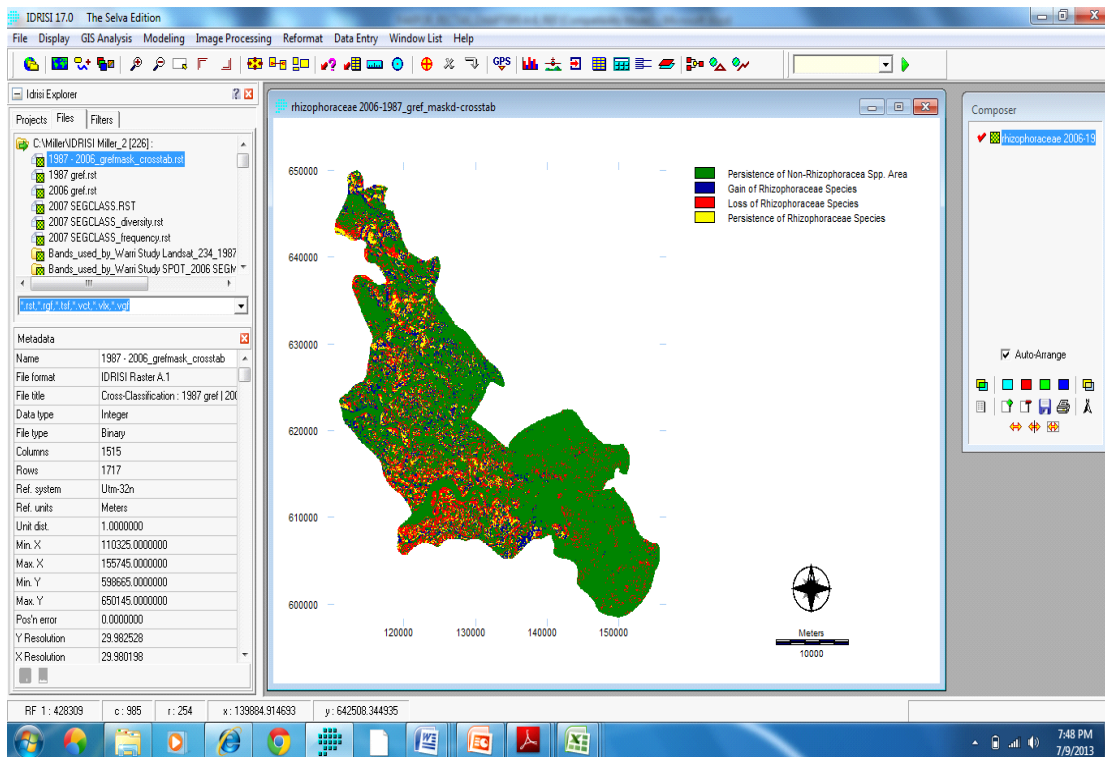 IDRISI 17.0 The Selva Edition
File Display GIS Analysis Modeling Image Processing Reformat Data Entry Window List Help
GPS
Idrisi Explorer
Projects Files Filters
C:\Miller\IDRISI Miller_2 [226] :
1987 - 2006_grefmask_crosstab.rst
1987 gref.rst
2006 gref.rst
2007 SEGCLASS.RST
2007 SEGCLASS_diversity.rst
2007 SEGCLASS_frequency.rst
Bands_used_by_Warri Study Landsat_234_1987
Bands_used_by_Warri Study SPOT_2006 SEGM
*.rst,*.rgf,*.tsf,*.vct,*.vlx,*.vgf
Metadata
Name 1987 - 2006_grefmask_crosstab
File format IDRISI Raster A.1
File title Cross-Classification : 1987 gref | 200
Data type Integer
File type Binary
Columns 1515
Rows 1717
Ref. system Utm-32n
Ref. units Meters
Unit dist. 1.0000000
Min. X 110325.0000000
Max. X 155745.0000000
Min. Y 598665.0000000
Max. Y 650145.0000000
Pos'n error 0.0000000
Y Resolution 29.982528
X Resolution 29.980198
rhizophoraceae 2006-1987_gref_maskd-crosstab
650000
640000
630000
620000
610000
600000
120000 130000 140000 150000
Persistence of Non-Rhizophoracea Spp. Area
Gain of Rhizophoraceae Species
Loss of Rhizophoraceae Species
Persistence of Rhizophoraceae Species
Meters
10000
Composer
rhizophoraceae 2006-19
Auto-Arrange
RF 1 : 428309 c : 985 r : 254 x : 139884.914693 y : 642508.344935
7:48 PM
7/9/2013